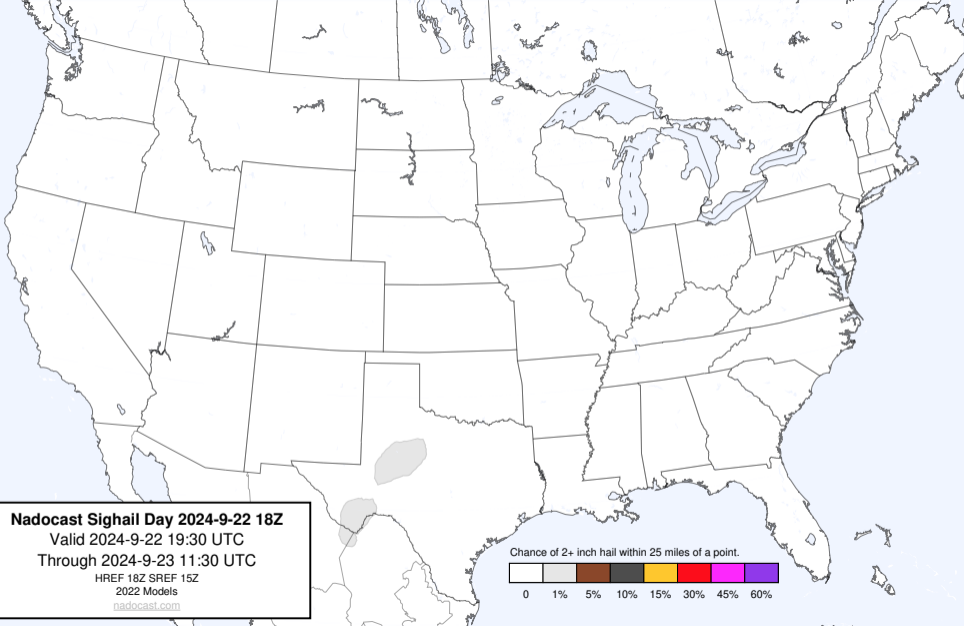 Nadocast Sighail Day 2024-9-22 18Z
Valid 2024-9-22 19:30 UTC
Through 2024-9-23 11:30 UTC
HREF 18Z SREF 15Z
2022 Models
nadocast.com
Chance of 2+ inch hail within 25 miles of a point.
0 1% 5% 10% 15% 30% 45% 60%